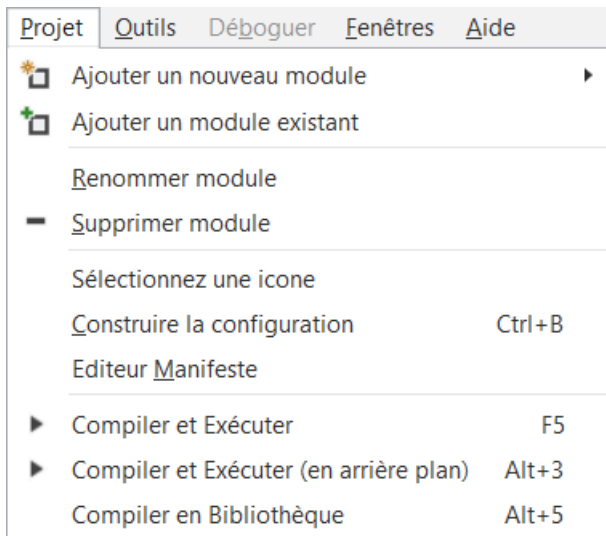 Projet Outils Déboguer Fenêtres Aide
Ajouter un nouveau module
Ajouter un module existant
Renommer module
Supprimer module
Sélectionnez une icone
Construire la configuration Ctrl+B
Editeur Manifeste
Compiler et Exécuter F5
Compiler et Exécuter (en arrière plan) Alt+3
Compiler en Bibliothèque Alt+5